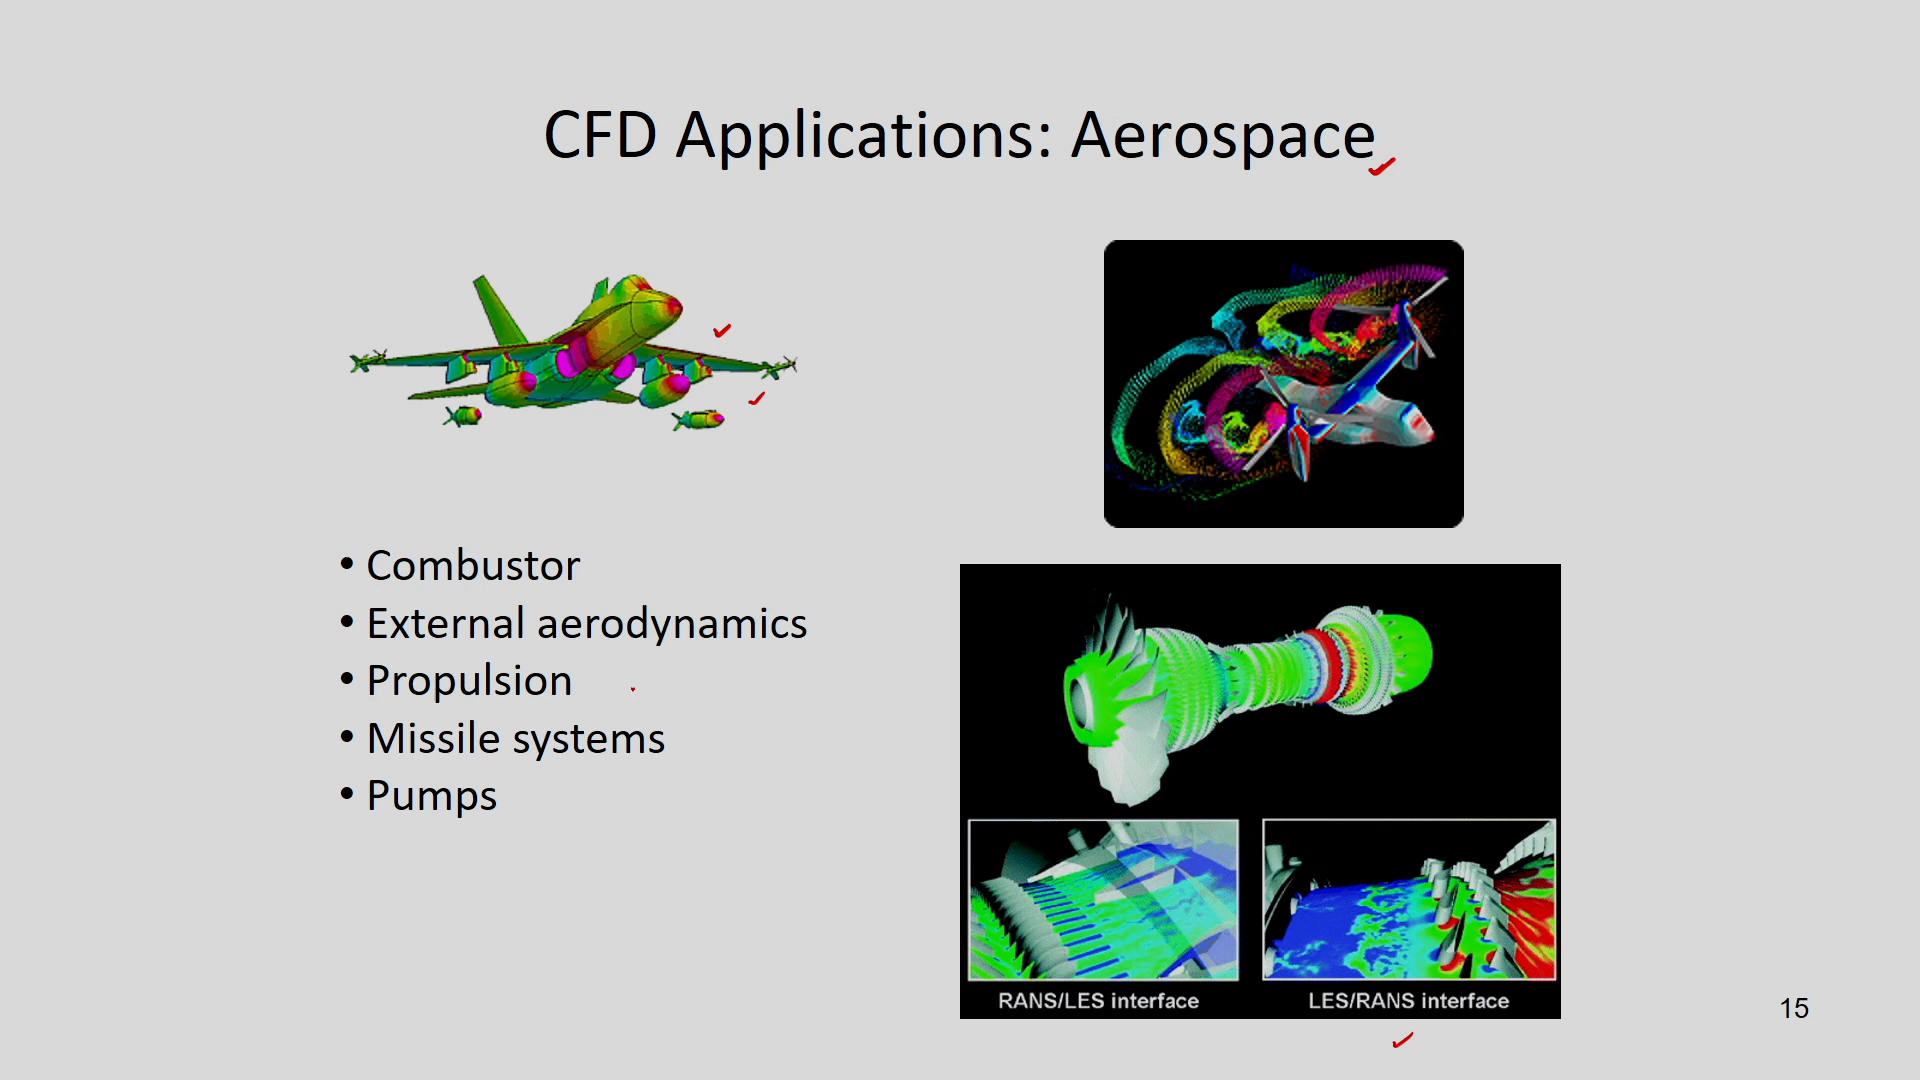 CFD Applications: Aerospace
• Combustor
• External aerodynamics
• Propulsion
• Missile systems
• Pumps
RANS/LES interface
LES/RANS interface
15